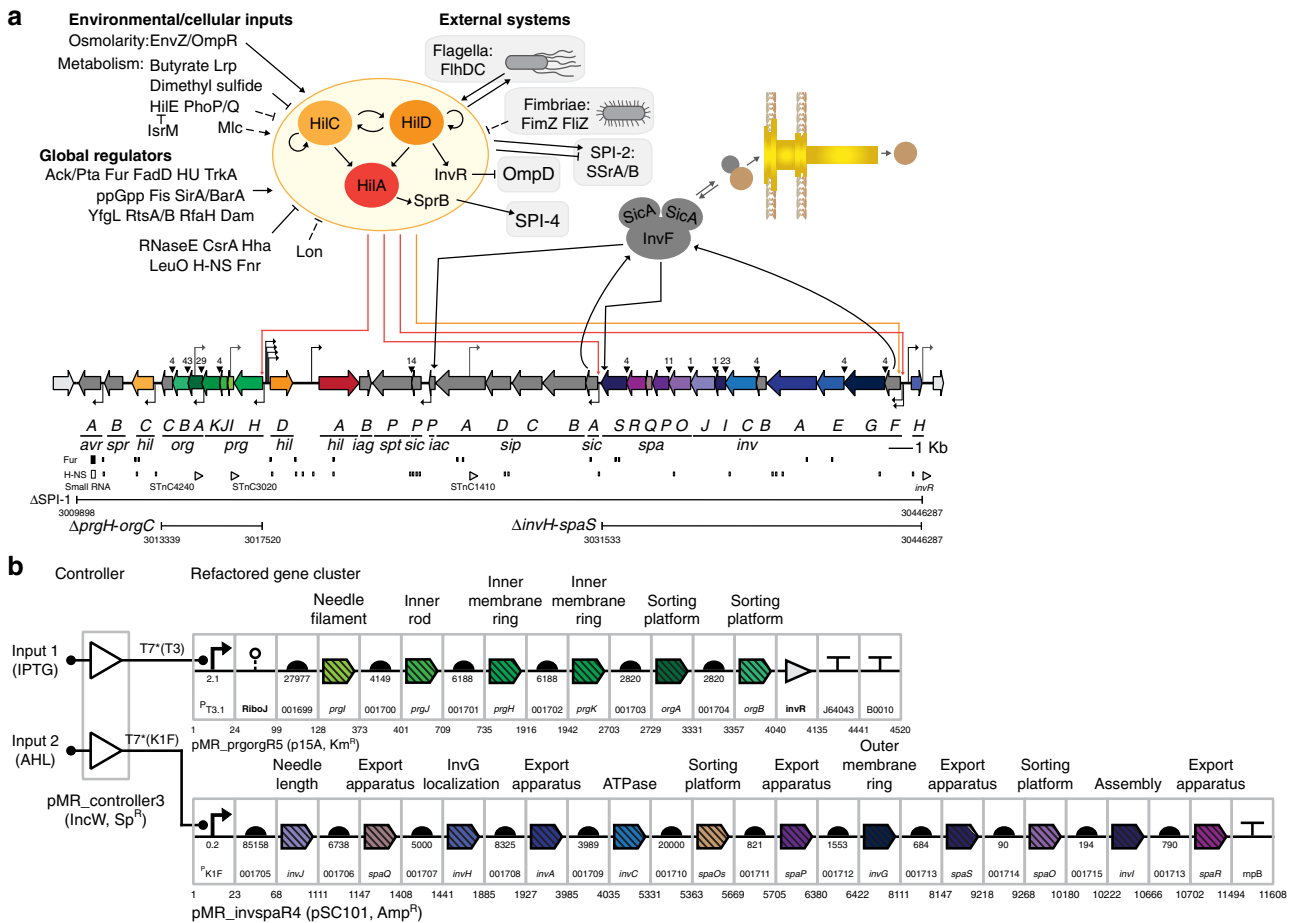 a
Environmental/cellular inputs
External systems
Osmolarity:EnvZ/OmpR
Metabolism: Butyrate Lrp
Dimethyl sulfide
HilE PhoP/Q
IsrM
Mlc
Global regulators
Ack/Pta Fur FadD HU TrkA
ppGpp Fis SirA/BarA
YfgL RtsA/B RfaH Dam
RNaseE CsrA Hha
LeuO H-NS Fnr
Lon
HilC
HilD
HilA
InvR
SprB
Flagella:
FlhDC
Fimbriae:
FimZ FliZ
SPI-2:
SSrA/B
OmpD
SPI-4
SicA
SicA
InvF
4 43 29 4 14 4 11 1 1 23 4 4 4
A B C C B A K J I H D A B P P P A D C B A S R Q P O J I C B A E G F H
avr spr hil org prg hil hil iag spt sic iac sip sic spa inv
1 Kb
Fur
H-NS
Small RNA
STnC4240
STnC3020
STnC1410
invR
ΔSPI-1
3009898
30446287
ΔprgH-orgC
3013339
3017520
ΔinvH-spaS
3031533
30446287
b
Controller
Refactored gene cluster
Needle filament
Inner rod
Inner membrane ring
Inner membrane ring
Sorting platform
Sorting platform
Input 1
(IPTG)
T7*(T3)
2.1 27977 4149 6188 6188 2820 2820
PT3.1 RiboJ 001699 prgI 001700 prgJ 001701 prgH 001702 prgK 001703 orgA 001704 orgB invR J64043 B0010
1 24 99 128 373 401 709 735 1916 1942 2703 2729 3331 3357 4040 4135 4441 4520
pMR_prgorgR5 (p15A, KmR)
Input 2
(AHL)
T7*(K1F)
pMR_controller3
(IncW, SpR)
Needle length
Export apparatus
InvG localization
Export apparatus
ATPase
Sorting platform
Export apparatus
Outer membrane ring
Export apparatus
Sorting platform
Assembly
Export apparatus
0.2 85158 6738 5000 8325 3989 20000 821 1553 684 90 194 790
PK1F 001705 invJ 001706 spaQ 001707 invH 001708 invA 001709 invC 001710 spaOs 001711 spaP 001712 invG 001713 spaS 001714 spaO 001715 invI 001713 spaR rnpB
1 23 68 1111 1147 1408 1441 1885 1927 3985 4035 5331 5363 5669 5705 6380 6422 8111 8147 9218 9268 10180 10222 10666 10702 11494 11608
pMR_invspaR4 (pSC101, AmpR)